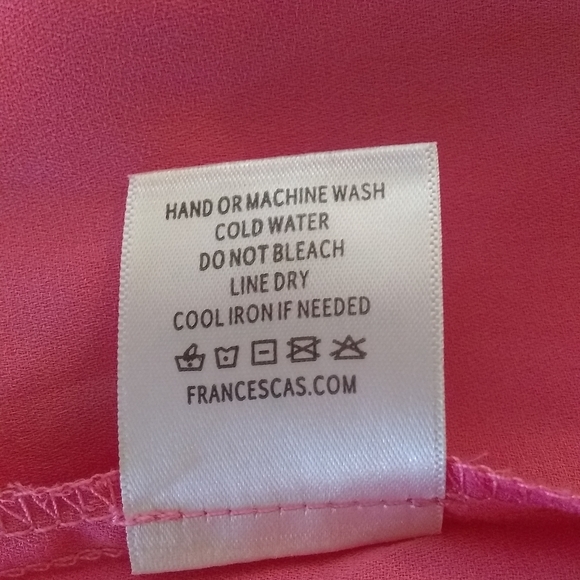 HAND OR MACHINE WASH
COLD WATER
DO NOT BLEACH
LINE DRY
COOL IRON IF NEEDED
FRANCESCAS.COM